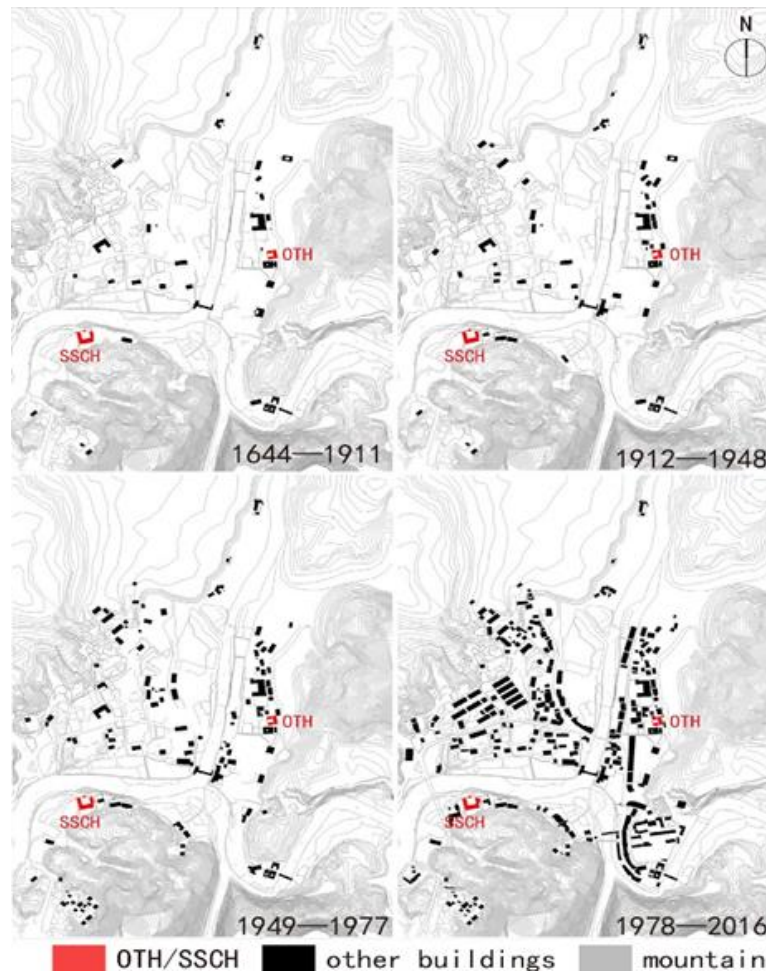 N
OTH
SSCH
1644—1911
OTH
SSCH
1912—1948
OTH
SSCH
1949—1977
OTH
SSCH
1978—2016
OTH/SSCH other buildings mountain